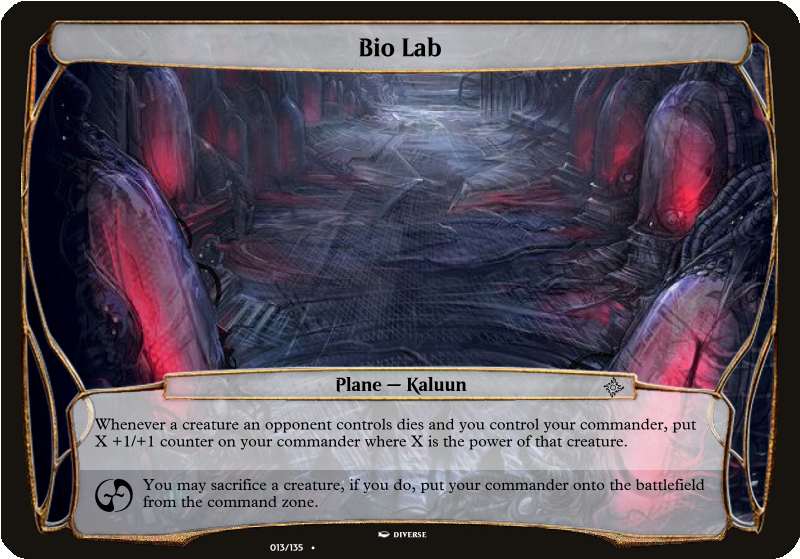 Bio Lab
Plane — Kaluun
Whenever a creature an opponent controls dies and you control your commander, put
X +1/+1 counter on your commander where X is the power of that creature.
You may sacrifice a creature, if you do, put your commander onto the battlefield
from the command zone.
DIVERSE
013/135 •